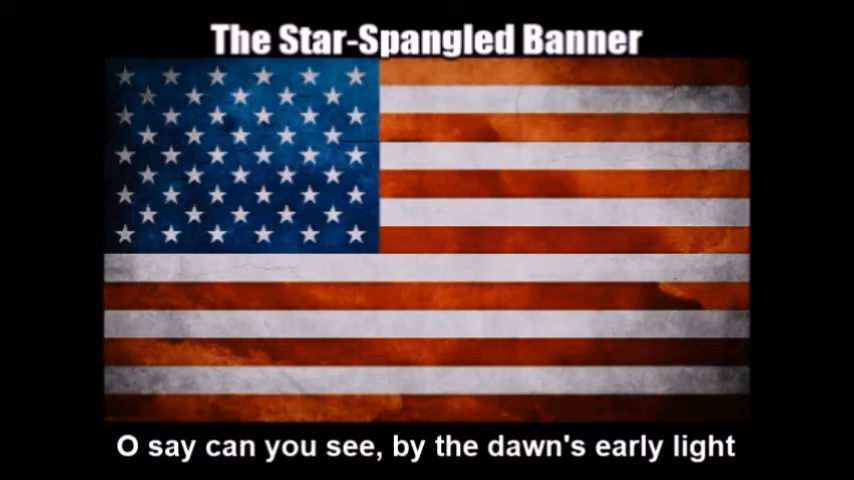 The Star-Spangled Banner
O say can you see, by the dawn's early light